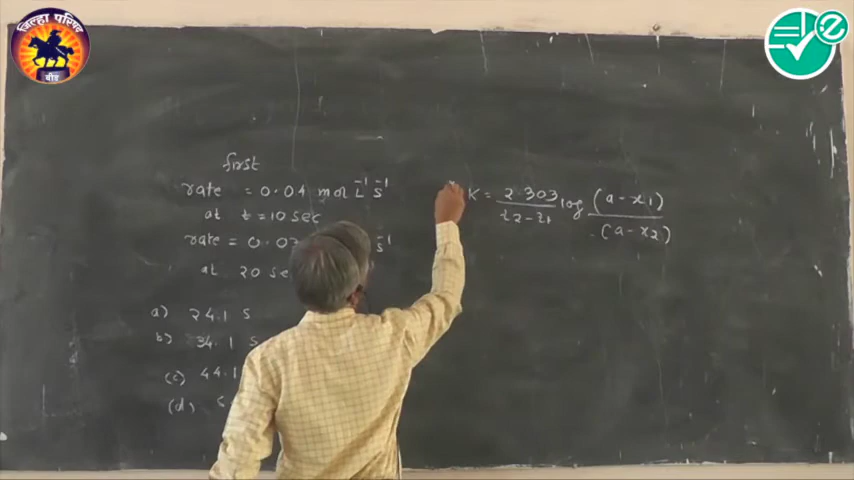 जिल्हा परिषद
बीड
first
rate = 0.04 mol L⁻¹ S⁻¹
at t = 10 sec
rate = 0.03 S⁻¹
at 20 se
a) 24.1 s
b) 34.1 s
(c) 44.1
(d)
K = 2.303 / t2 - t1 log (a - x1) / (a - x2)